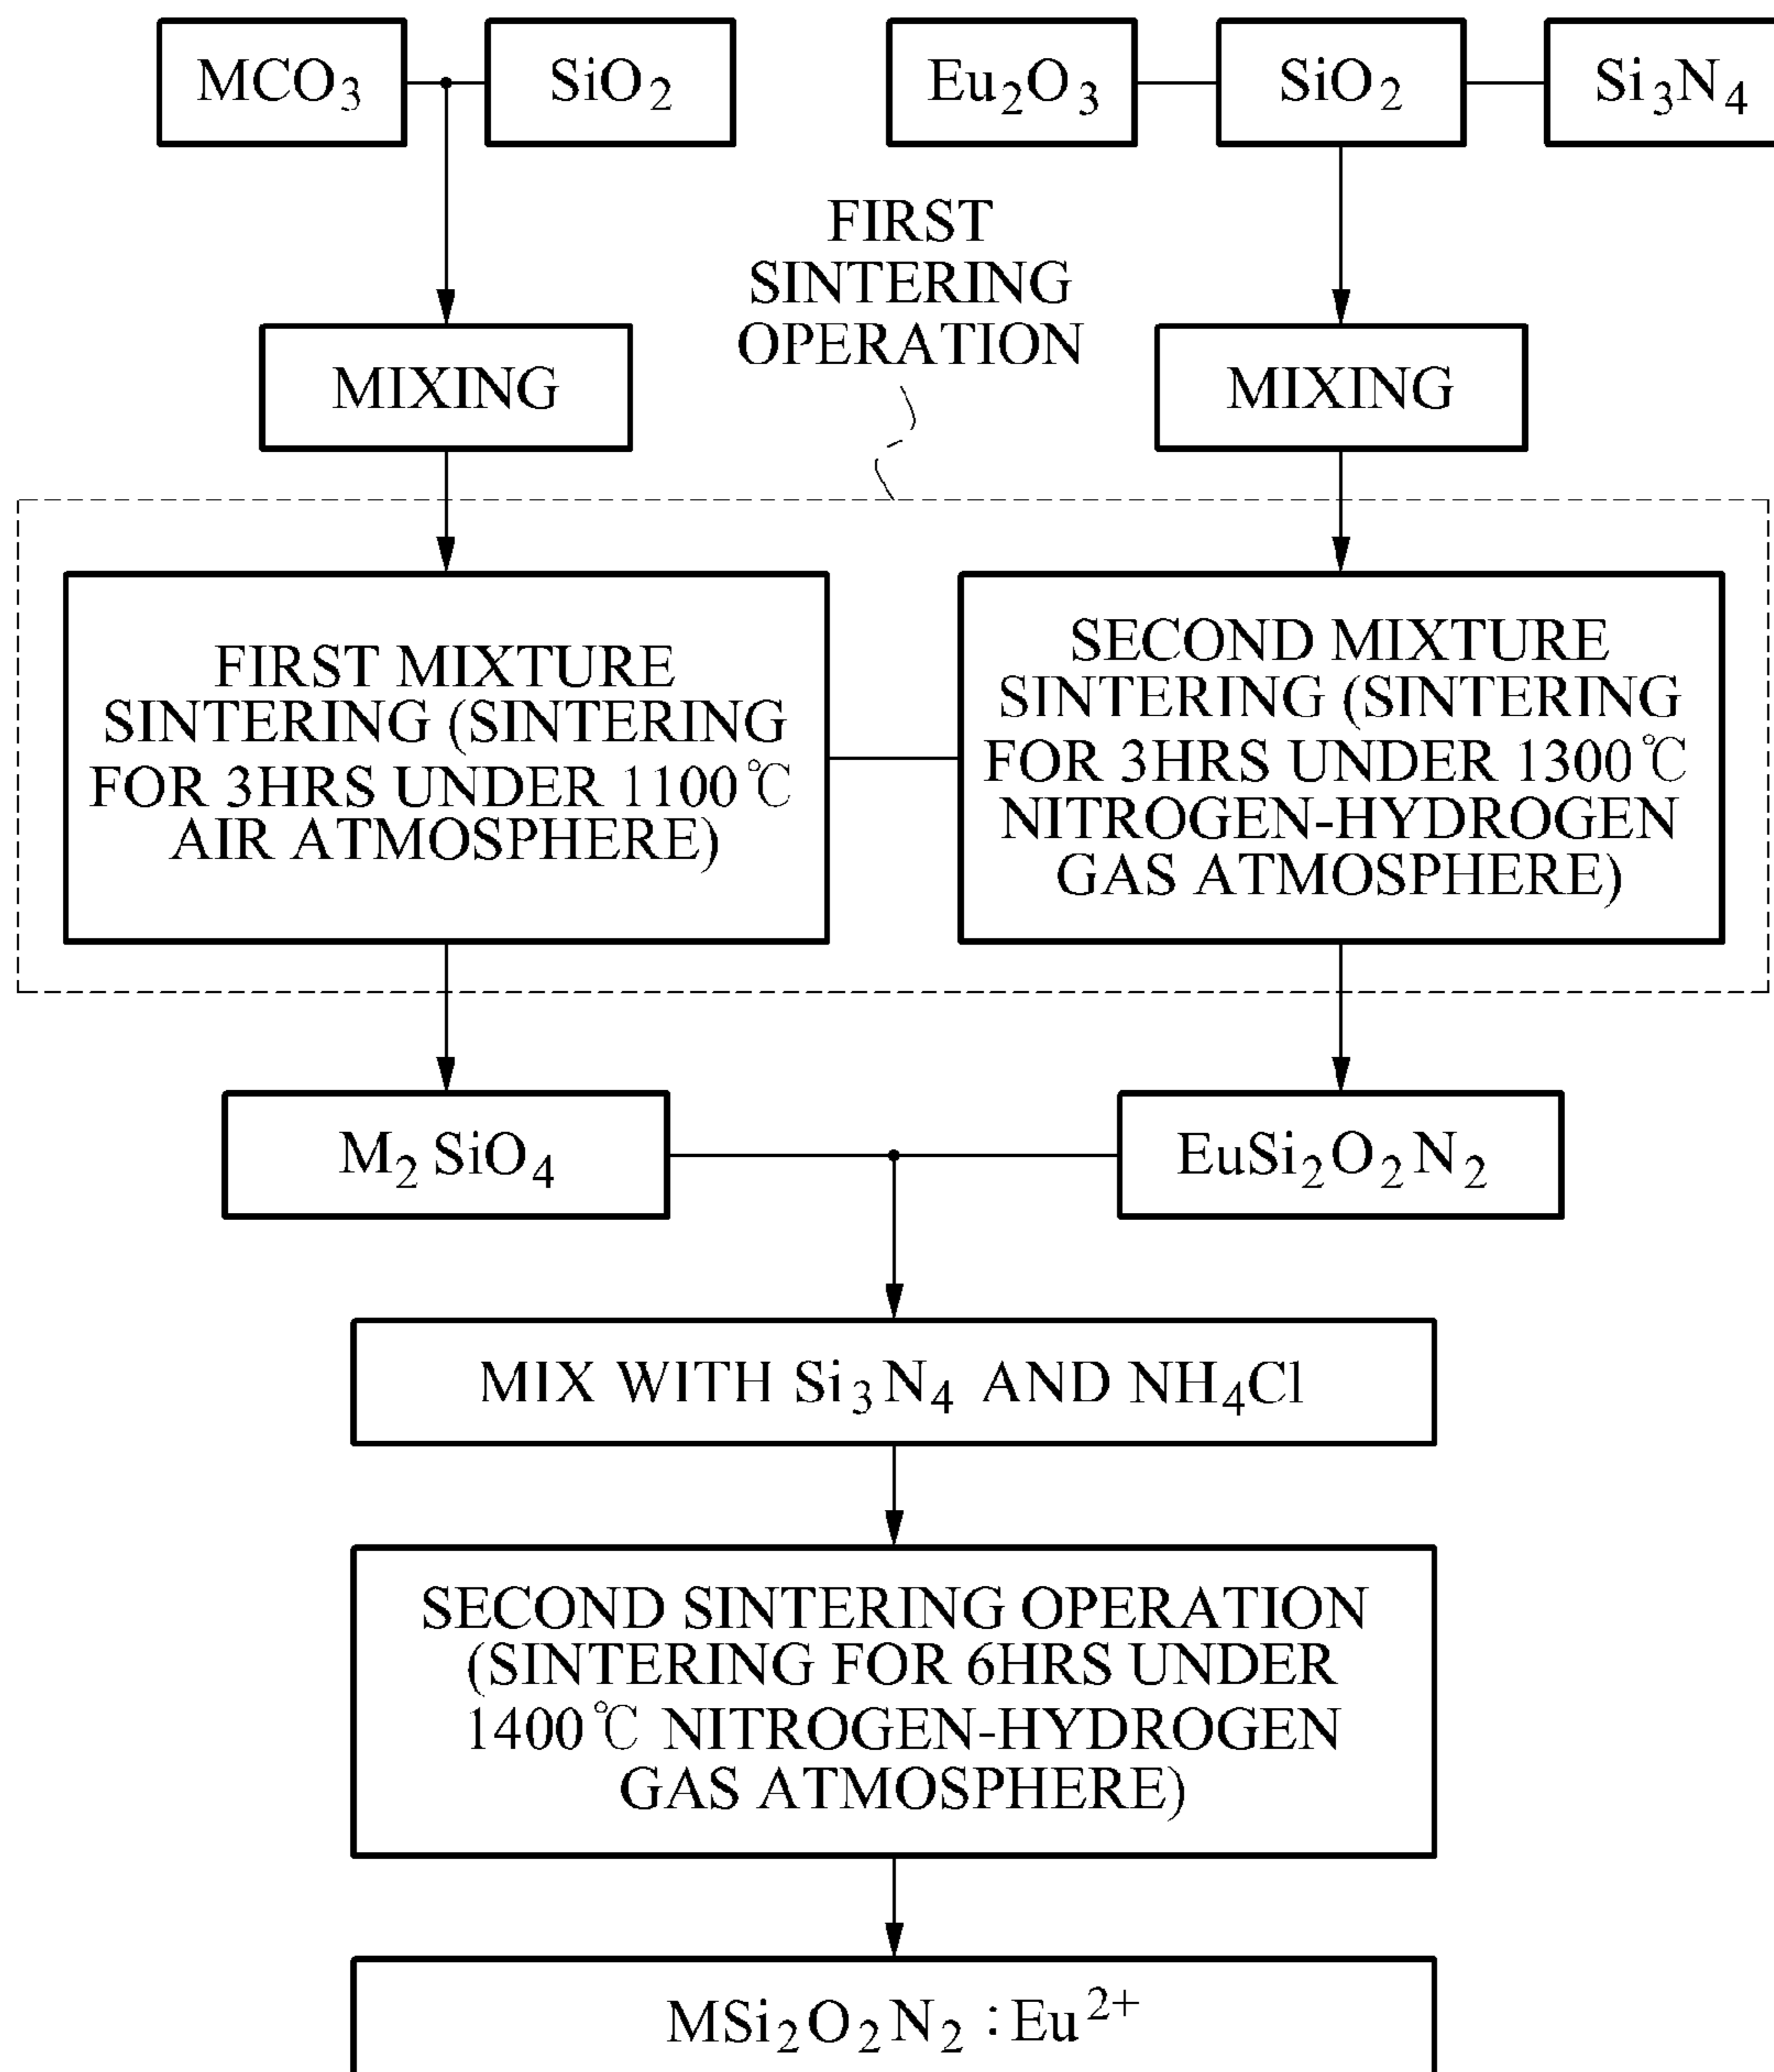 MCO₃ SiO₂ Eu₂O₃ SiO₂ Si₃N₄
FIRST
SINTERING
OPERATION
MIXING
MIXING
FIRST MIXTURE
SINTERING (SINTERING
FOR 3HRS UNDER 1100℃
AIR ATMOSPHERE)
SECOND MIXTURE
SINTERING (SINTERING
FOR 3HRS UNDER 1300℃
NITROGEN-HYDROGEN
GAS ATMOSPHERE)
M₂SiO₄
EuSi₂O₂N₂
MIX WITH Si₃N₄ AND NH₄Cl
SECOND SINTERING OPERATION
(SINTERING FOR 6HRS UNDER
1400℃ NITROGEN-HYDROGEN
GAS ATMOSPHERE)
MSi₂O₂N₂ : Eu²⁺